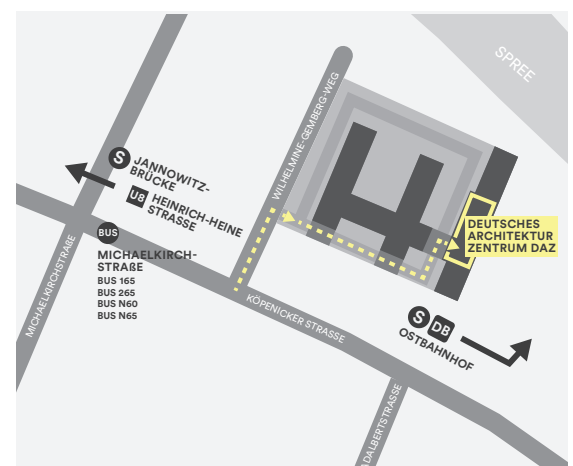 SPREE
WILHELMINE-GEMBERG-WEG
S
JANNOWITZ-
BRÜCKE
U8
HEINRICH-HEINE
STRASSE
BUS
MICHAELKIRCH-
STRAßE
BUS 165
BUS 265
BUS N60
BUS N65
MICHAELKIRCHSTRAßE
DEUTSCHES
ARCHITEKTUR
ZENTRUM DAZ
KÖPENICKER STRASSE
S
DB
OSTBAHNHOF
ADALBERTSTRASSE